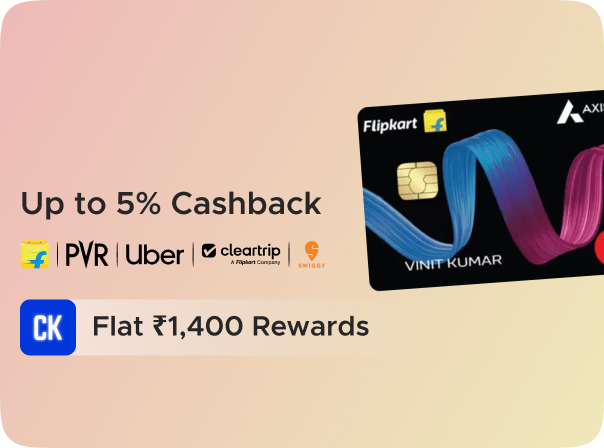 Flipkart
AXIS
VINIT KUMAR
Up to 5% Cashback
PVR Uber cleartrip
A Flipkart Company
SWIGGY
CK Flat ₹1,400 Rewards